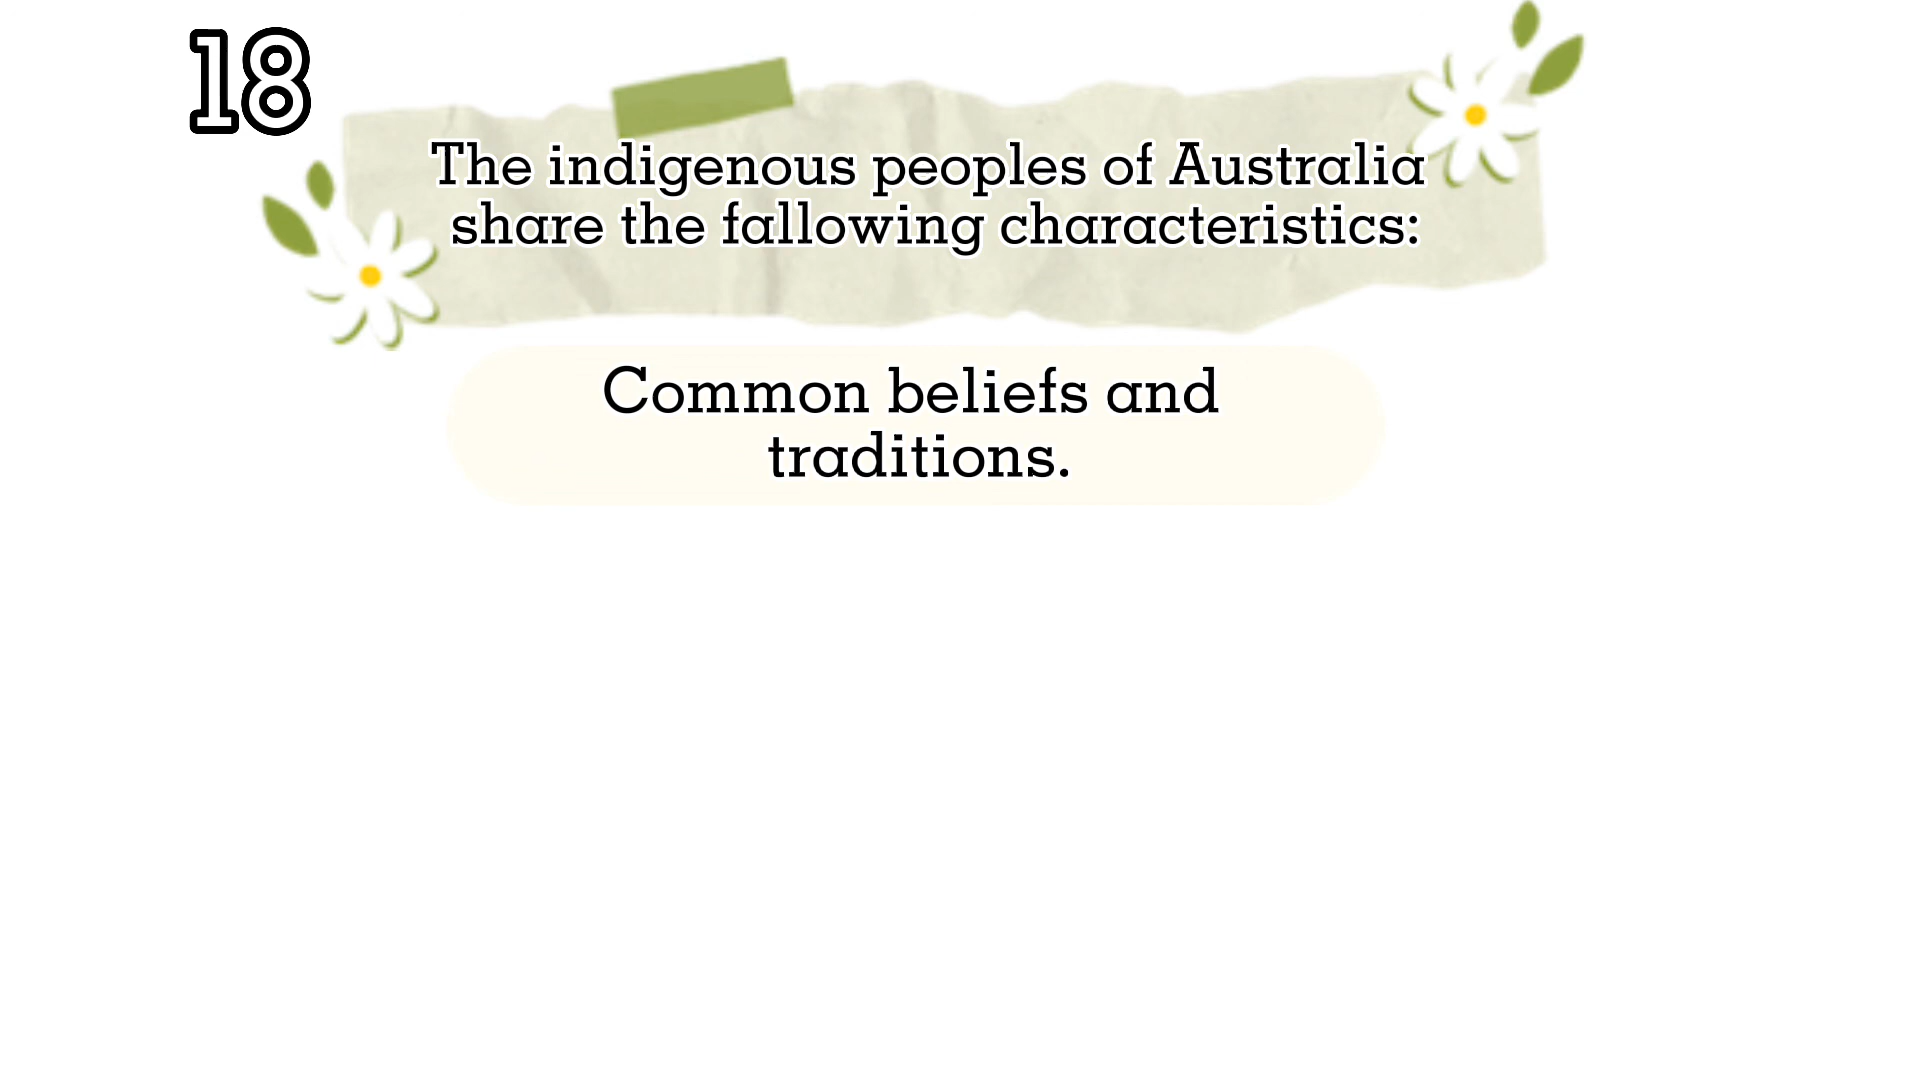 18
The indigenous peoples of Australia
share the fallowing characteristics:
Common beliefs and
traditions.